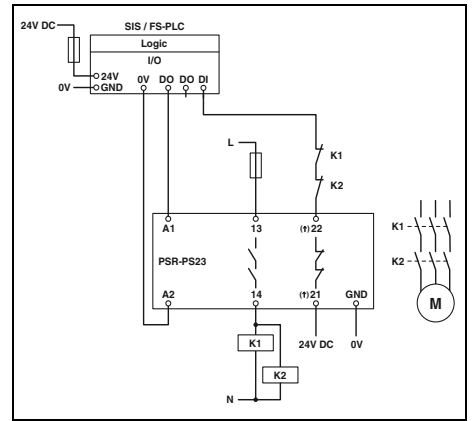 24V DC
SIS / FS-PLC
Logic
I/O
24V
0V DO DO DI
0V
GND
L
K1
K2
A1 13 (↑)22
PSR-PS23
A2 14 (↑)21 GND
K1
24V DC 0V
K2
N
K1
K2
M